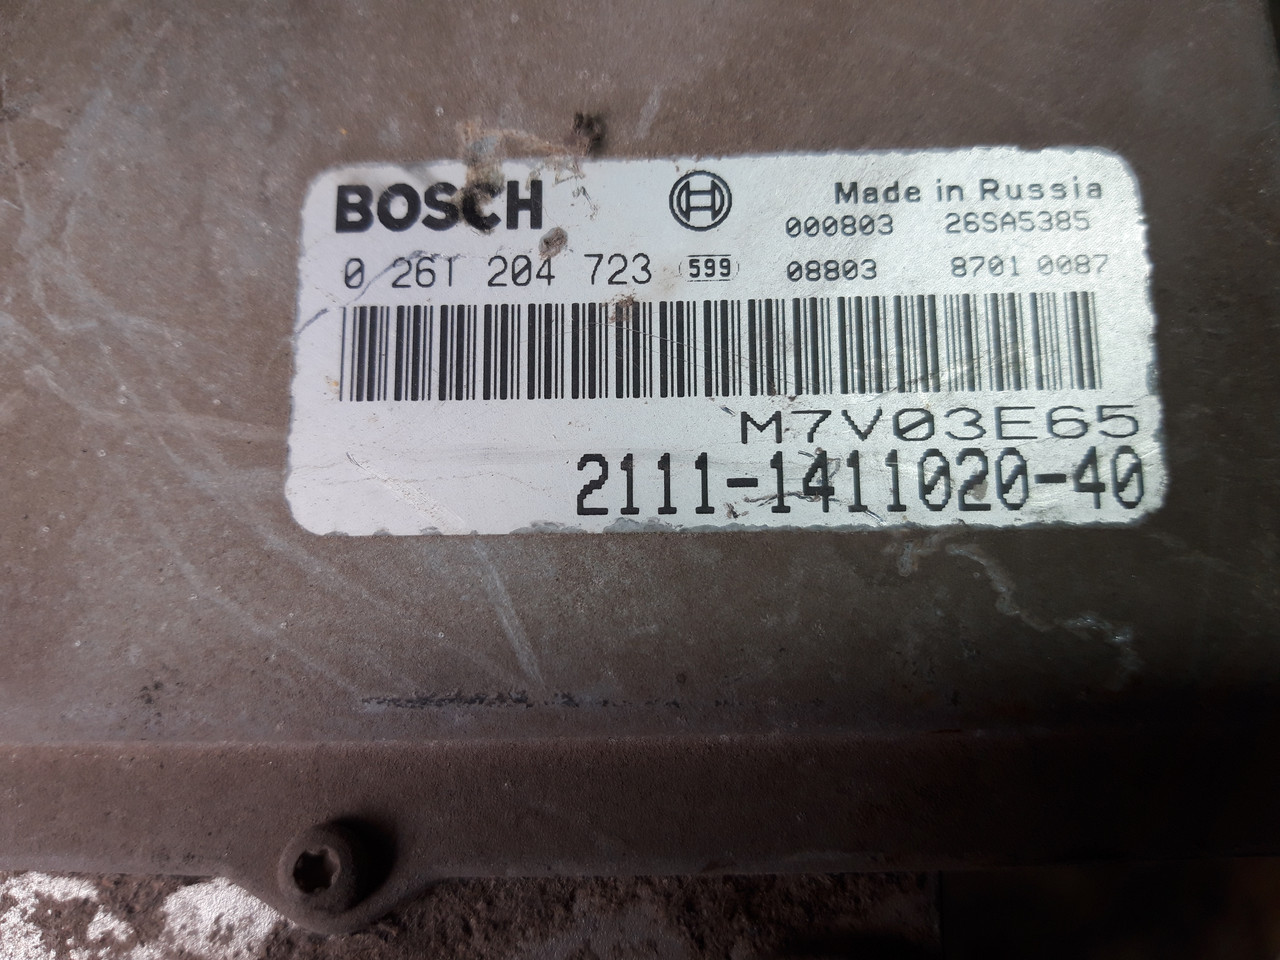 BOSCH Made in Russia
000803 26SA5385
0 261 204 723 599 08803 8701 0087
M7V03E65
2111-1411020-40